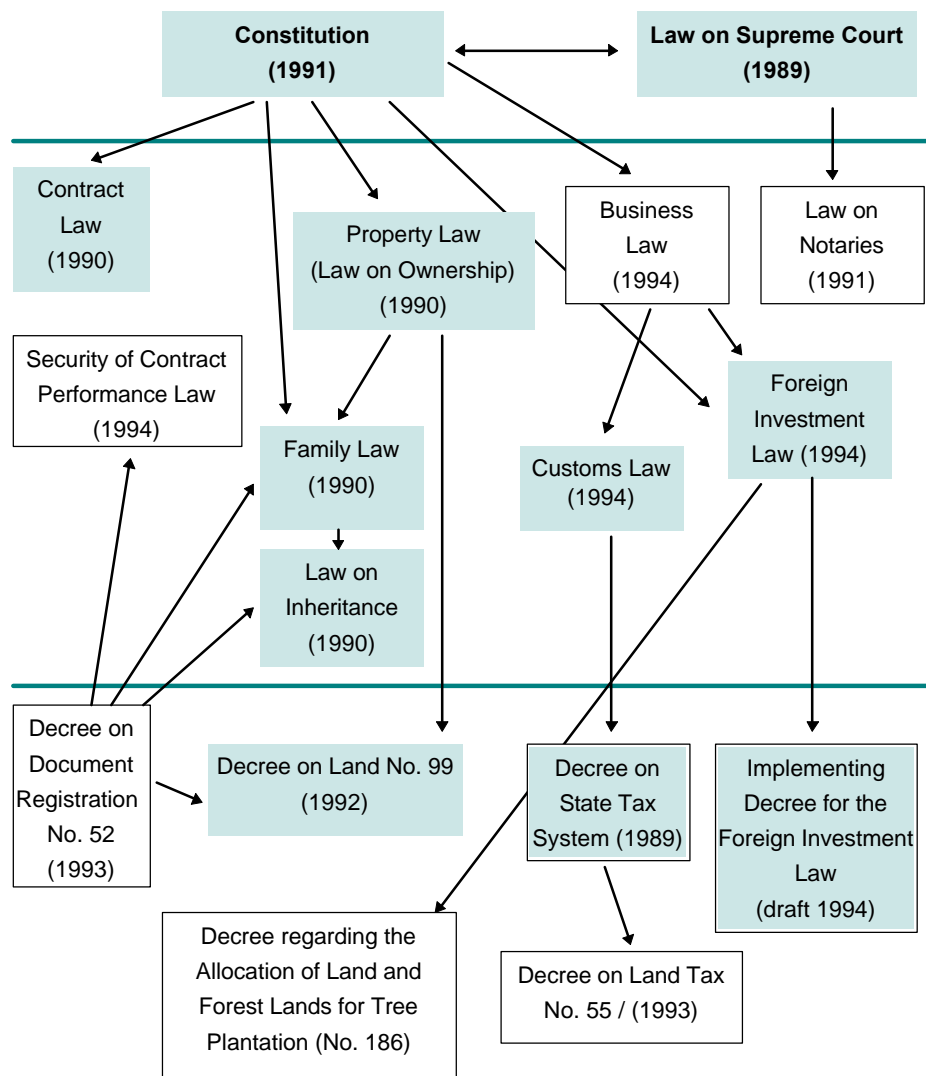 Constitution
(1991)
Law on Supreme Court
(1989)
Contract
Law
(1990)
Property Law
(Law on Ownership)
(1990)
Business
Law
(1994)
Law on
Notaries
(1991)
Security of Contract
Performance Law
(1994)
Family Law
(1990)
Customs Law
(1994)
Foreign
Investment
Law (1994)
Law on
Inheritance
(1990)
Decree on
Document
Registration
No. 52
(1993)
Decree on Land No. 99
(1992)
Decree on
State Tax
System (1989)
Implementing
Decree for the
Foreign Investment
Law
(draft 1994)
Decree regarding the
Allocation of Land and
Forest Lands for Tree
Plantation (No. 186)
Decree on Land Tax
No. 55 / (1993)